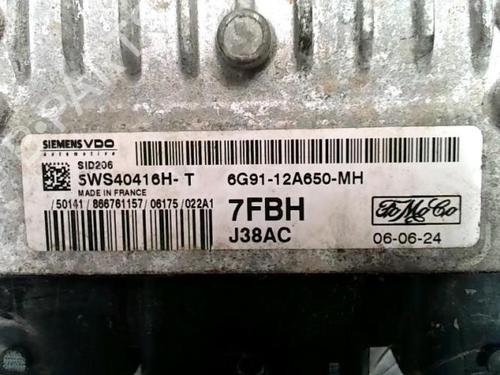 SIEMENS VDO
automotive
SID206
5WS40416H-T 6G91-12A650-MH
MADE IN FRANCE
/50141/866761157/06175/022A1
7FBH
J38AC
FoMoCo
06-06-24